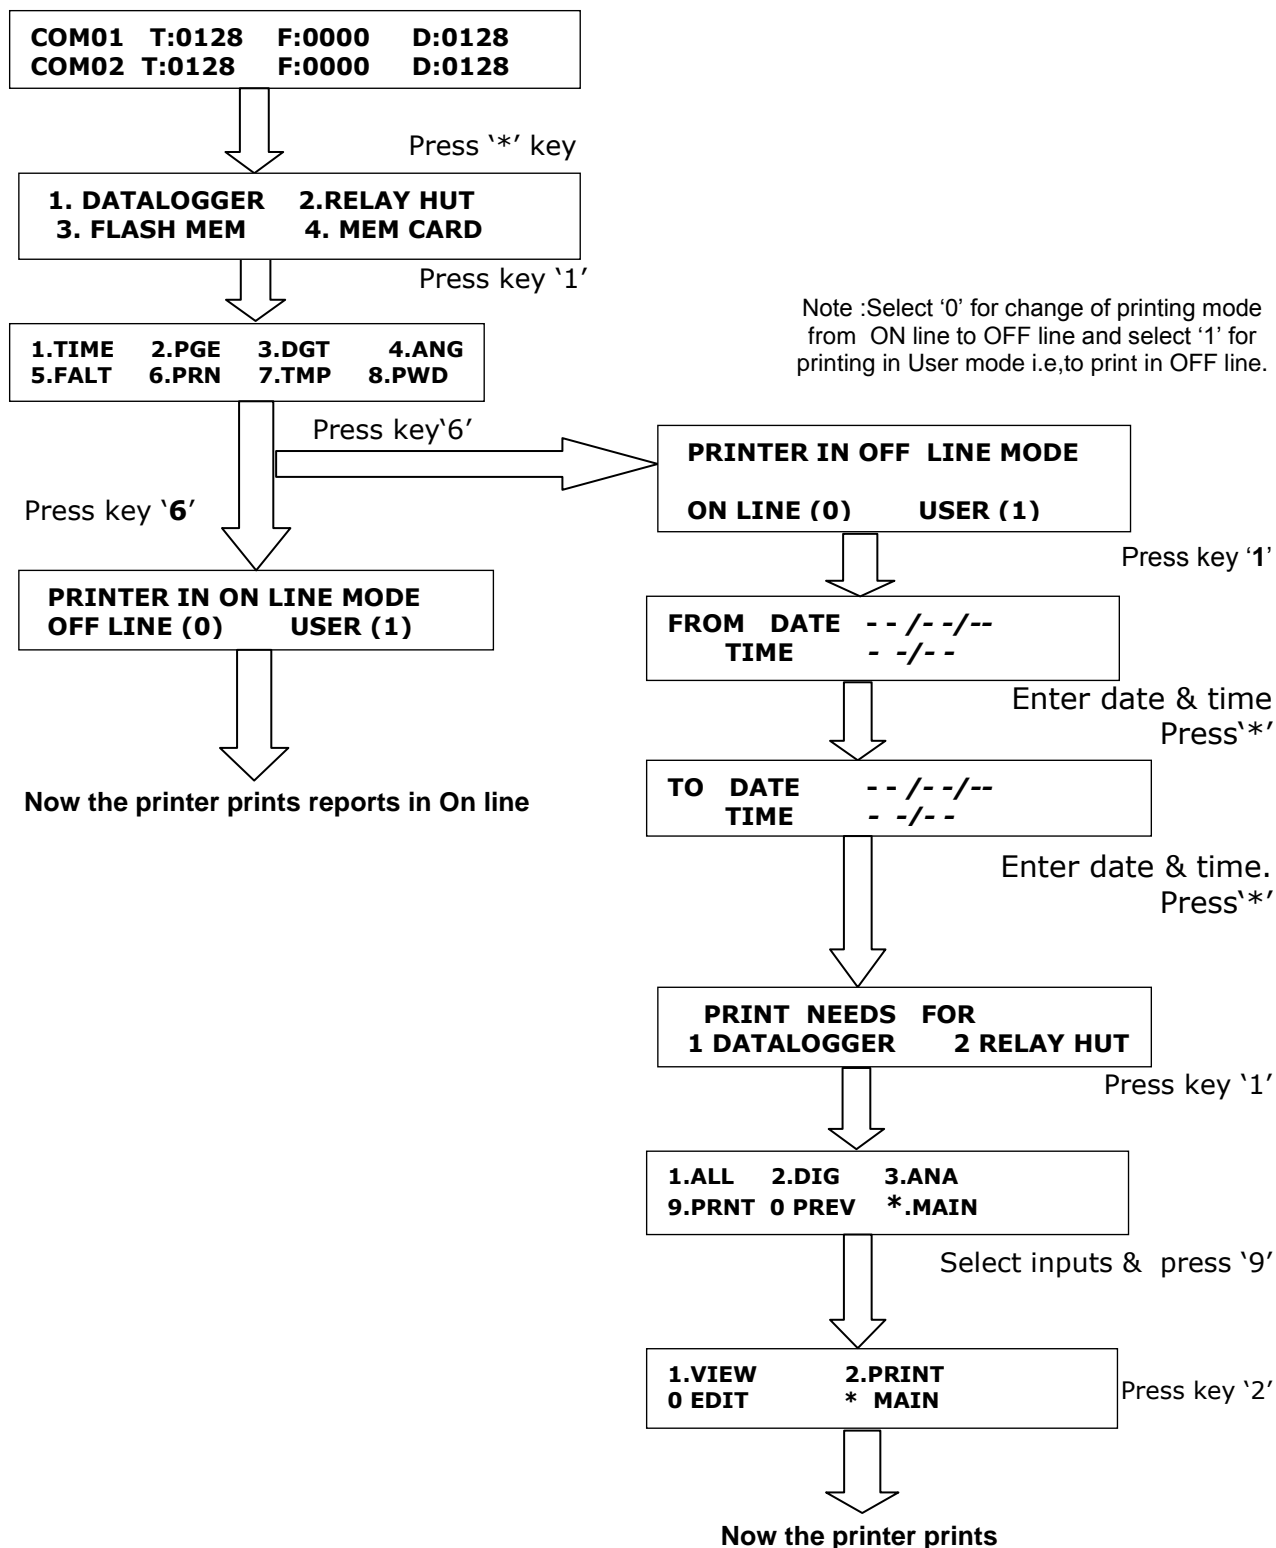 COM01 T:0128 F:0000 D:0128
COM02 T:0128 F:0000 D:0128
Press ‘*’ key
1. DATALOGGER 2.RELAY HUT
3. FLASH MEM 4. MEM CARD
Press key ‘1’
Note :Select ‘0’ for change of printing mode
from ON line to OFF line and select ‘1’ for
printing in User mode i.e,to print in OFF line.
1.TIME 2.PGE 3.DGT 4.ANG
5.FALT 6.PRN 7.TMP 8.PWD
Press key‘6’
Press key ‘6’
PRINTER IN ON LINE MODE
OFF LINE (0) USER (1)
Now the printer prints reports in On line
PRINTER IN OFF LINE MODE
ON LINE (0) USER (1)
Press key ‘1’
FROM DATE - - /- -/--
TIME - -/- -
Enter date & time
Press‘*’
TO DATE - - /- -/--
TIME - -/- -
Enter date & time.
Press‘*’
PRINT NEEDS FOR
1 DATALOGGER 2 RELAY HUT
Press key ‘1’
1.ALL 2.DIG 3.ANA
9.PRNT 0 PREV *.MAIN
Select inputs & press ‘9’
1.VIEW 2.PRINT
0 EDIT * MAIN
Press key ‘2’
Now the printer prints